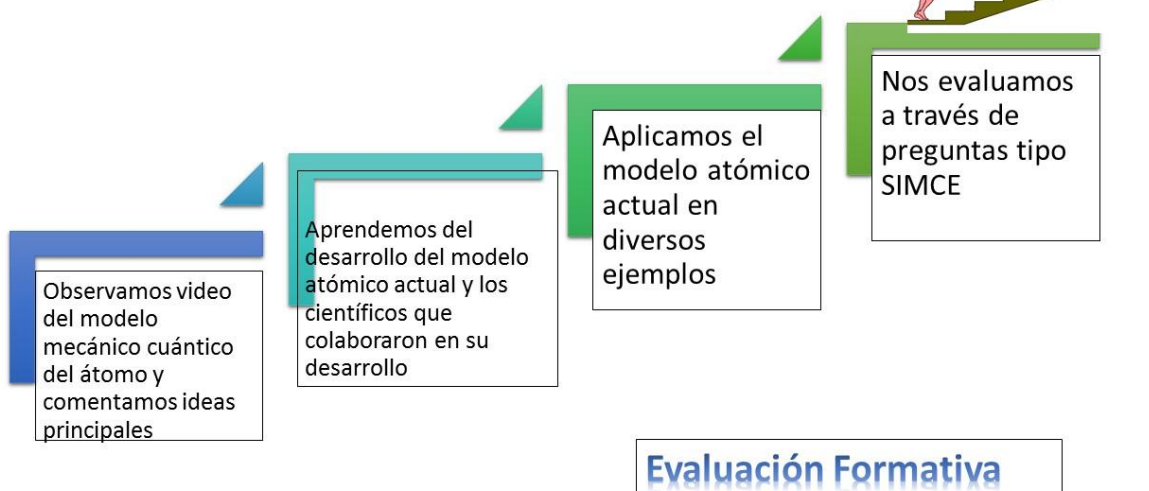 Observamos video
del modelo
mecánico cuántico
del átomo y
comentamos ideas
principales
Aprendemos del
desarrollo del modelo
atómico actual y los
científicos que
colaboraron en su
desarrollo
Aplicamos el
modelo atómico
actual en
diversos
ejemplos
Nos evaluamos
a través de
preguntas tipo
SIMCE
Evaluación Formativa